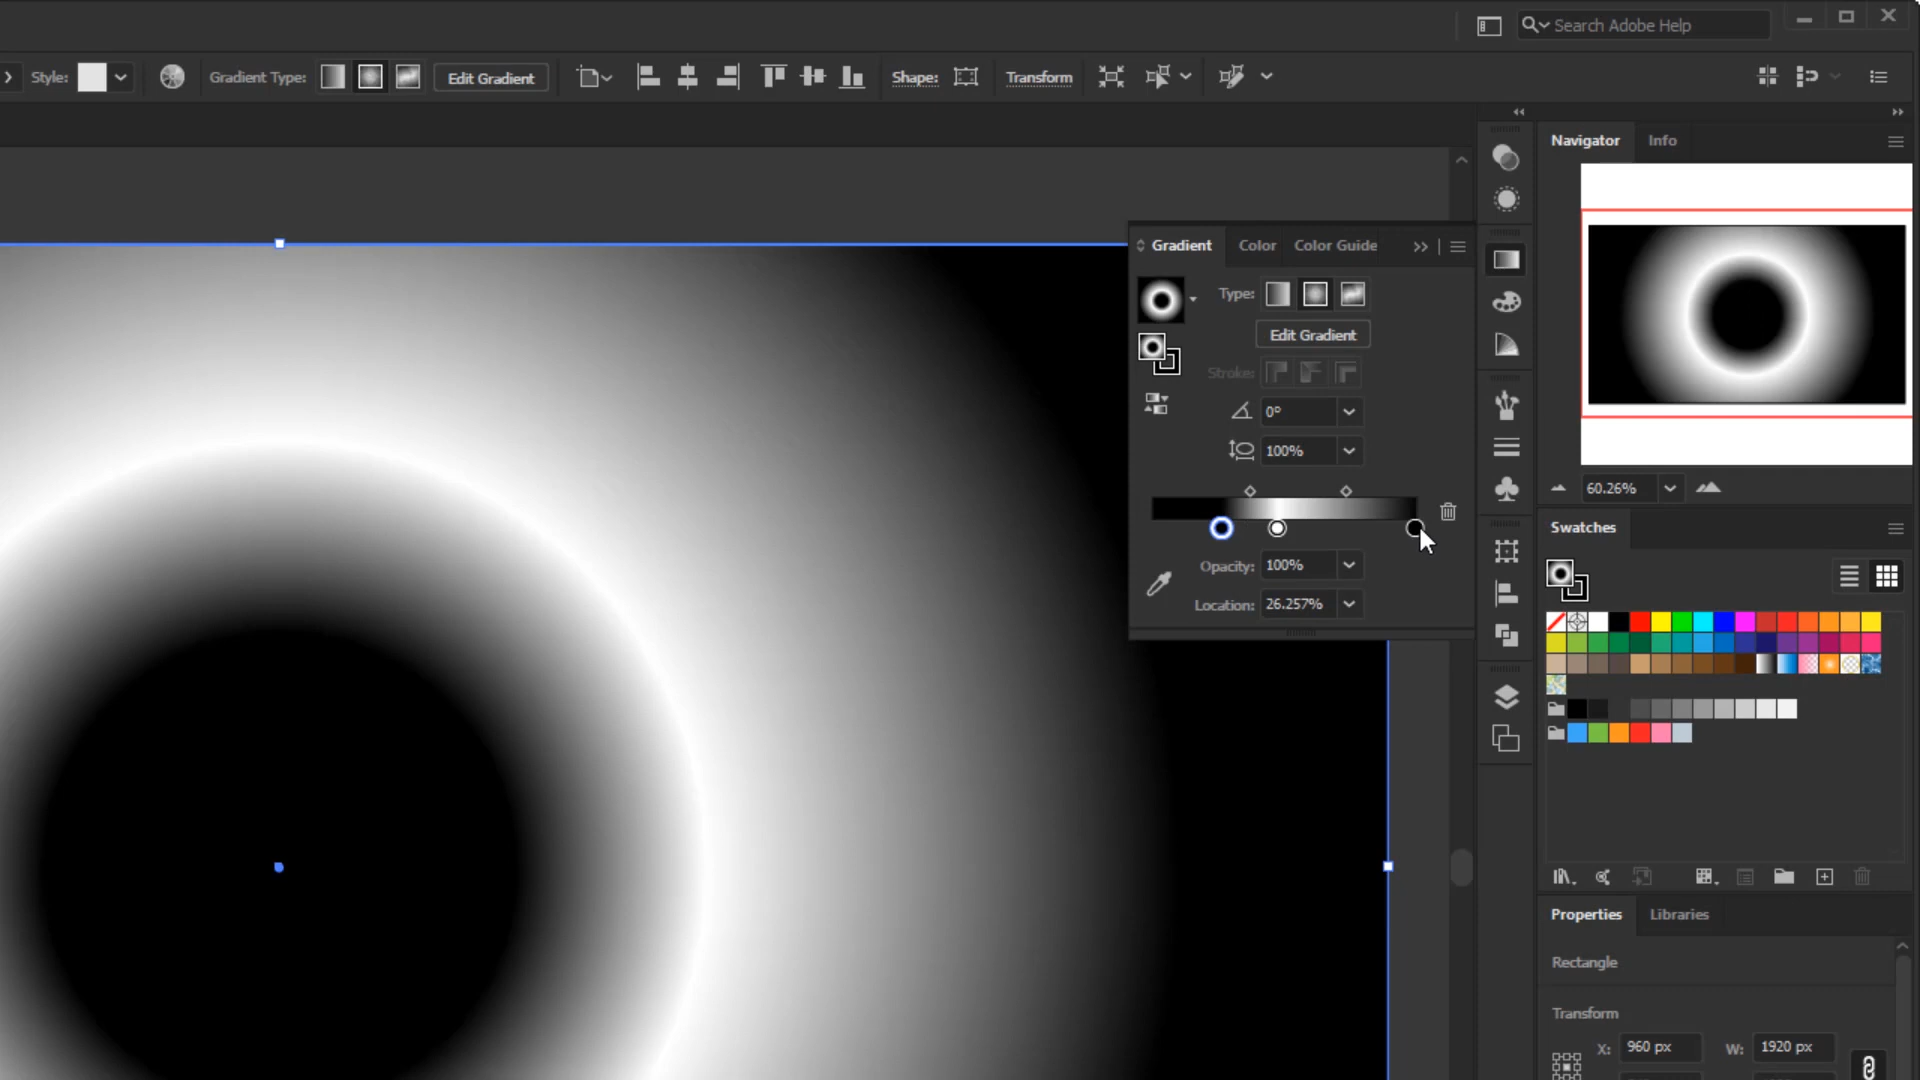 Search Adobe Help
Style: Gradient Type: Edit Gradient Shape: Transform
Navigator Info
Gradient Color Color Guide
Type:
Edit Gradient
Stroke:
0°
100%
60.26%
Swatches
Opacity: 100%
Location: 26.257%
Properties Libraries
Rectangle
Transform
X: 960 px W: 1920 px